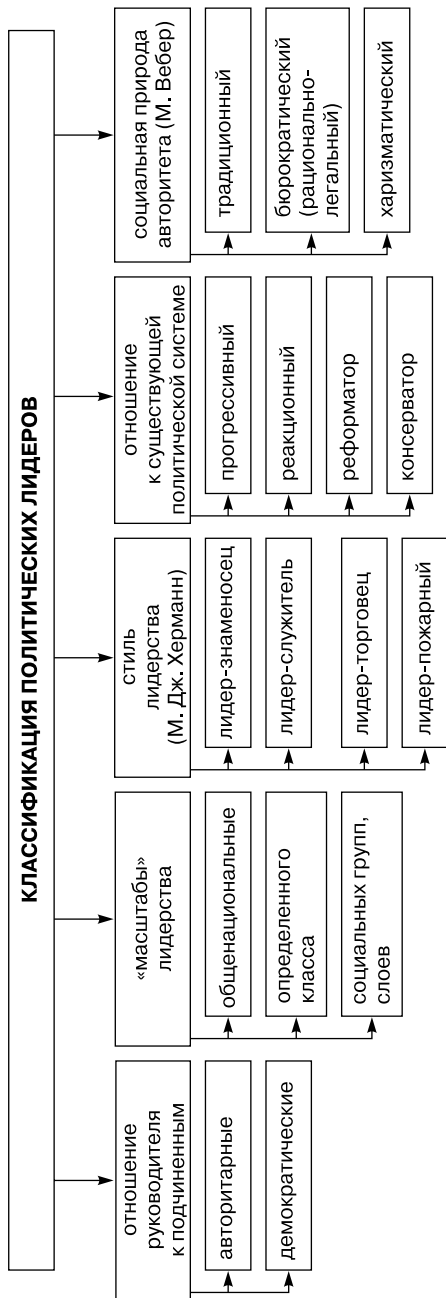 КЛАССИФИКАЦИЯ ПОЛИТИЧЕСКИХ ЛИДЕРОВ
отношение
руководителя
к подчиненным
авторитарные
демократические
«масштабы»
лидерства
общенациональные
определенного
класса
социальных групп,
слоев
стиль
лидерства
(М. Дж. Херманн)
лидер-знаменосец
лидер-служитель
лидер-торговец
лидер-пожарный
отношение
к существующей
политической системе
прогрессивный
реакционный
реформатор
консерватор
социальная природа
авторитета (М. Вебер)
традиционный
бюрократический
(рационально-
легальный)
харизматический